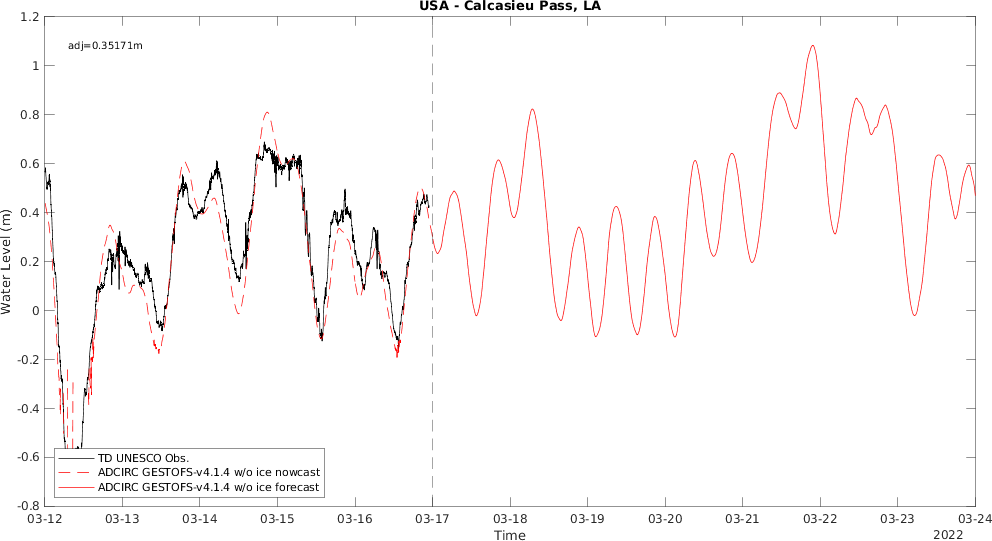 USA - Calcasieu Pass, LA
adj=0.35171m
Water Level (m)
1.2
1
0.8
0.6
0.4
0.2
0
-0.2
-0.4
-0.6
-0.8
TD UNESCO Obs.
ADCIRC GESTOFS-v4.1.4 w/o ice nowcast
ADCIRC GESTOFS-v4.1.4 w/o ice forecast
03-12 03-13 03-14 03-15 03-16 03-17 03-18 03-19 03-20 03-21 03-22 03-23 03-24
Time
2022